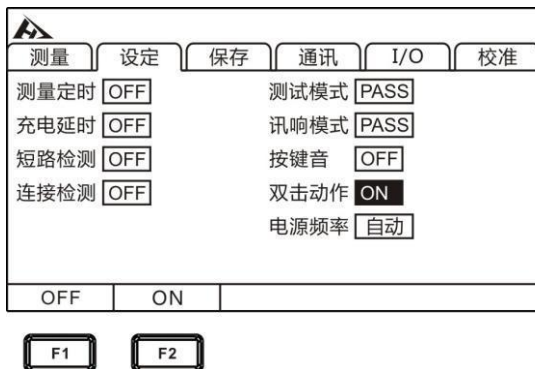 测量 设定 保存 通讯 I/O 校准
测量定时 OFF 测试模式 PASS
充电延时 OFF 讯响模式 PASS
短路检测 OFF 按键音 OFF
连接检测 OFF 双击动作 ON
电源频率 自动
OFF ON
F1 F2